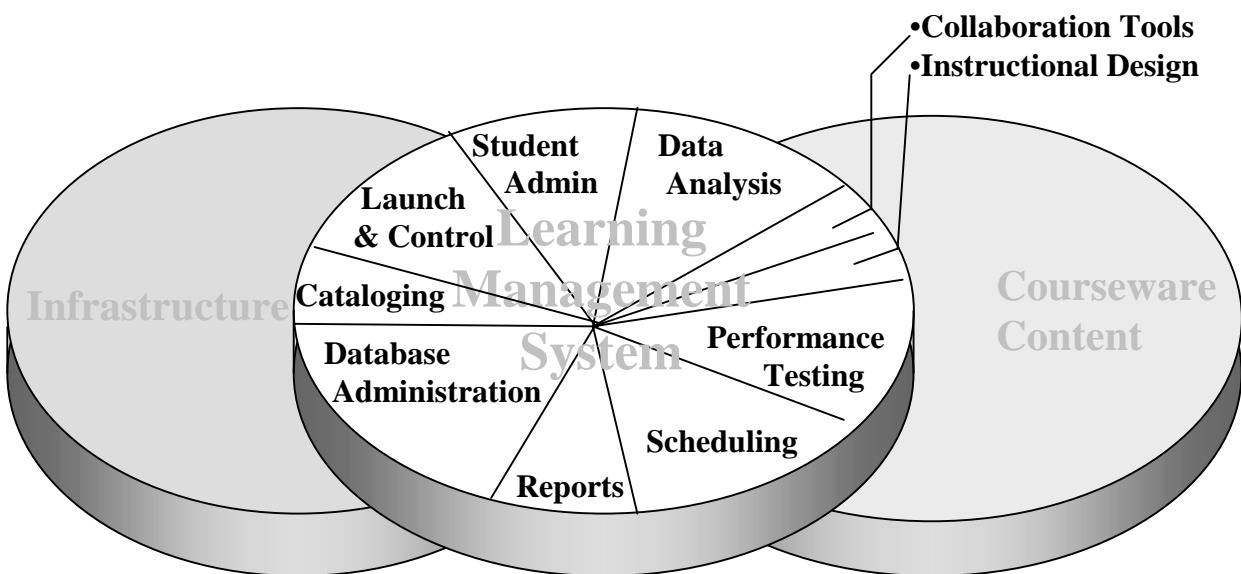 •Collaboration Tools
•Instructional Design
Student
Admin
Data
Analysis
Launch
& Control
Learning
Management
System
Cataloging
Infrastructure
Courseware
Content
Database
Administration
Performance
Testing
Scheduling
Reports